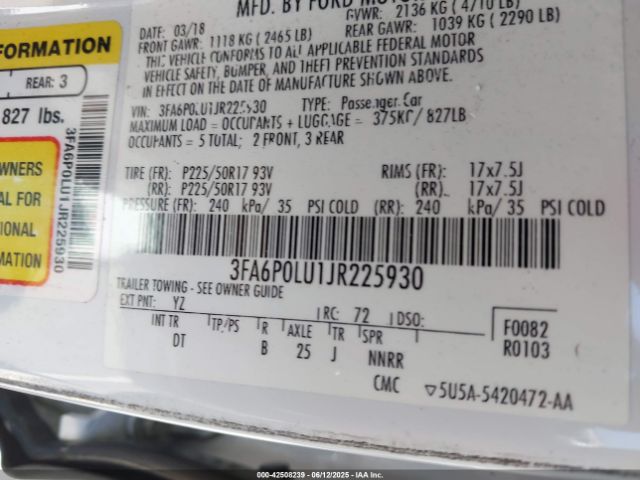 MFD. BY FORD MOTOR
03/18
GVWR: 2136 KG (4710 LB)
FRONT GAWR: 1118 KG (2465 LB)
REAR GAWR: 1039 KG (2290 LB)
THIS VEHICLE CONFORMS TO ALL APPLICABLE FEDERAL MOTOR
VEHICLE SAFETY, BUMPER, AND THEFT PREVENTION STANDARDS
IN EFFECT ON THE DATE OF MANUFACTURE SHOWN ABOVE.
VIN: 3FA6P0LU1JR225930 TYPE: Passenger Car
MAXIMUM LOAD = OCCUPANTS + LUGGAGE = 375KG/ 827LB
OCCUPANTS = 5 TOTAL; 2 FRONT, 3 REAR
TIRE (FR): P225/50R17 93V RIMS (FR): 17x7.5J
(RR): P225/50R17 93V (RR): 17x7.5J
PRESSURE (FR): 240 kPa/ 35 PSI COLD (RR): 240 kPa/ 35 PSI COLD
3FA6P0LU1JR225930
TRAILER TOWING - SEE OWNER GUIDE
EXT PNT: YZ RC: 72 DSO:
INT TR TP/PS R AXLE TR SPR
DT B 25 J NNRR
F0082
R0103
CMC ▽5U5A-5420472-AA
FORMATION
REAR: 3
827 lbs.
WNERS
AL FOR
IONAL
MATION
3FA6P0LU1JR225930
000-42508239 - 06/12/2025 - IAAI.COM